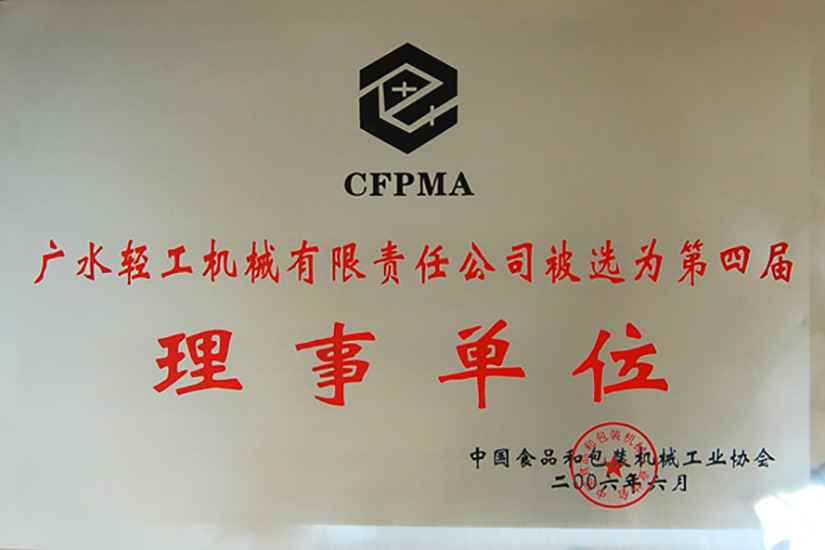 CFPMA
广水轻工机械有限责任公司被选为第四届
理事单位
中国食品和包装机械工业协会
二00六年六月